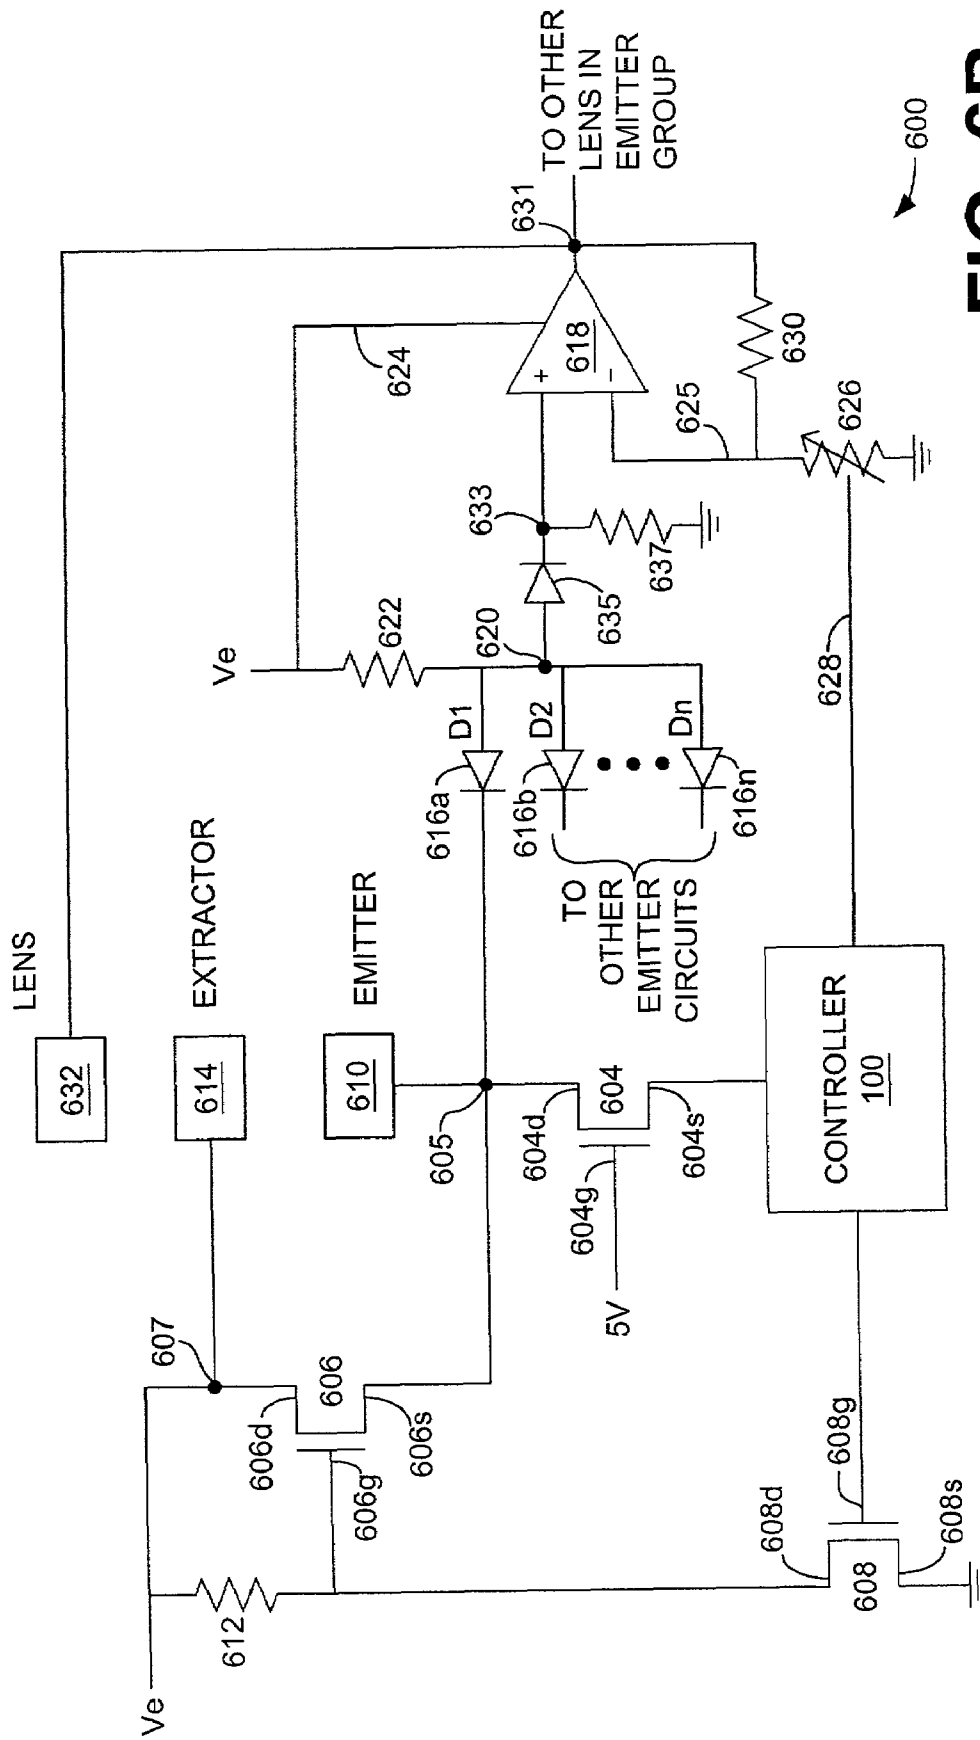 LENS
632
EXTRACTOR
614
EMITTER
610
607
606d
606
606s
606g
Ve
612
605
604d
604
604g
604s
5V
CONTROLLER
100
608g
608d
608
608s
Ve
622
624
620
616a
D1
616b
D2
616n
Dn
TO
OTHER
EMITTER
CIRCUITS
633
635
637
+
618
−
625
630
626
628
631
TO OTHER
LENS IN
EMITTER
GROUP
600